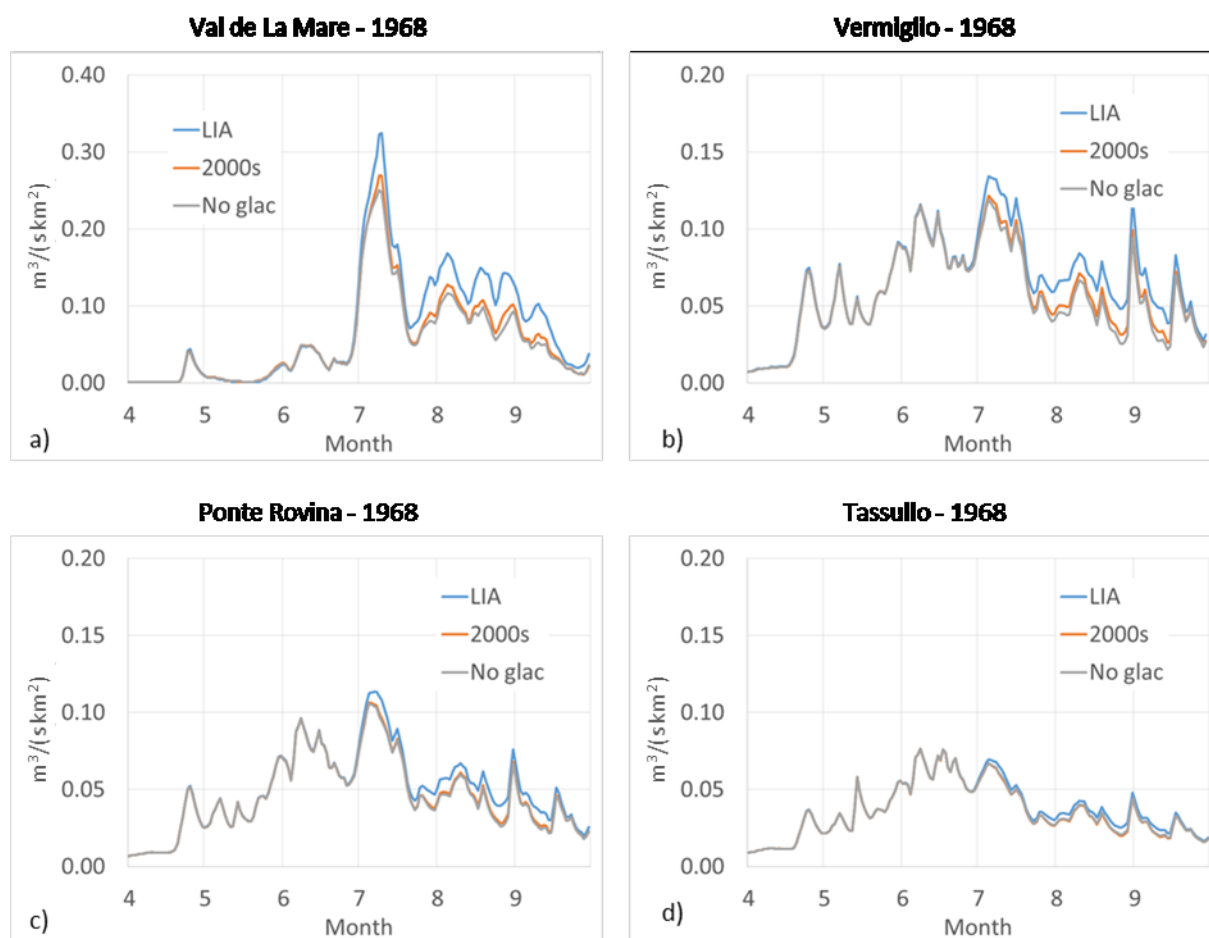 Val de La Mare - 1968
0.40
0.30
0.20
0.10
0.00
m³/(s km²)
LIA
2000s
No glac
4 5 6 7 8 9
Month
a)
Vermiglio - 1968
0.20
0.15
0.10
0.05
0.00
m³/(s km²)
LIA
2000s
No glac
4 5 6 7 8 9
Month
b)
Ponte Rovina - 1968
0.20
0.15
0.10
0.05
0.00
m³/(s km²)
LIA
2000s
No glac
4 5 6 7 8 9
Month
c)
Tassullo - 1968
0.20
0.15
0.10
0.05
0.00
m³/(s km²)
LIA
2000s
No glac
4 5 6 7 8 9
Month
d)